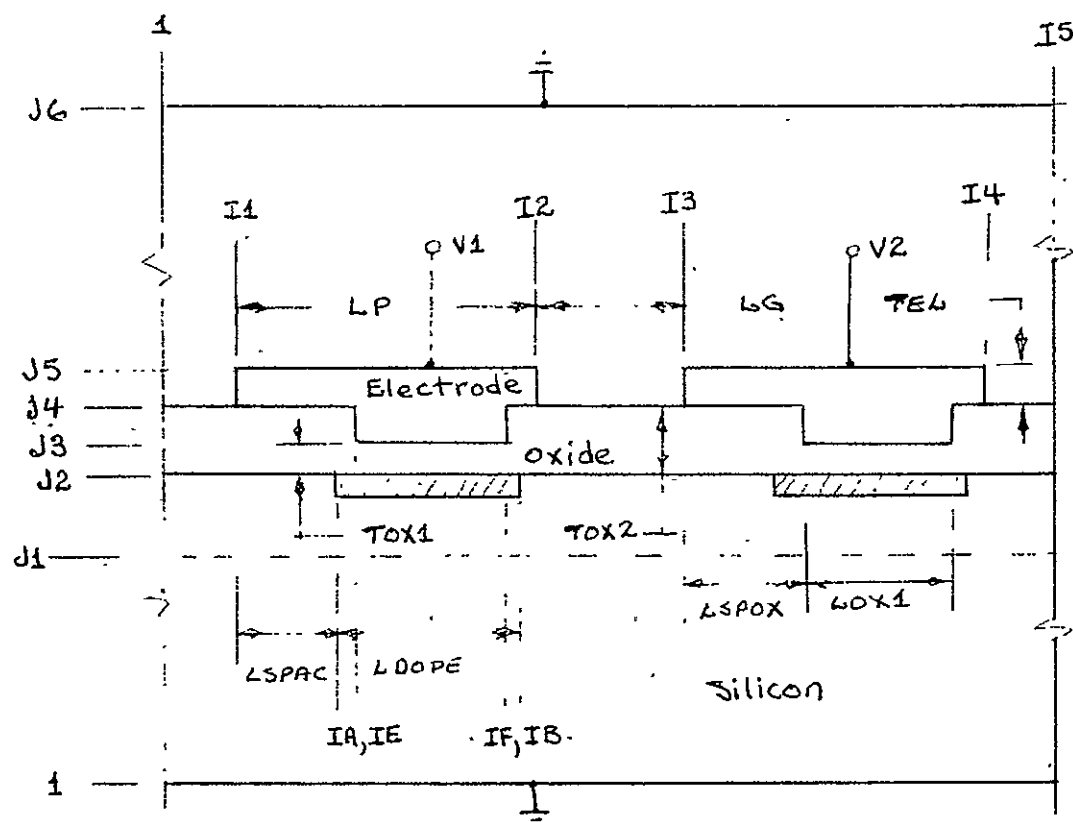 1
I5
J6
I1
I2
I3
I4
V1
V2
LP
LG
TEL
J5
Electrode
J4
J3
oxide
J2
TOX1
TOX2
J1
LSPOX
LOX1
LSPAC
LDOPE
Silicon
IA, IE
IF, IB.
1